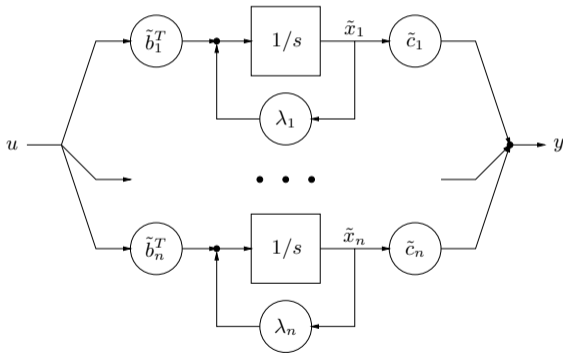 b̃₁ᵀ 1/s x̃₁ c̃₁
λ₁
u y
b̃ₙᵀ 1/s x̃ₙ c̃ₙ
λₙ